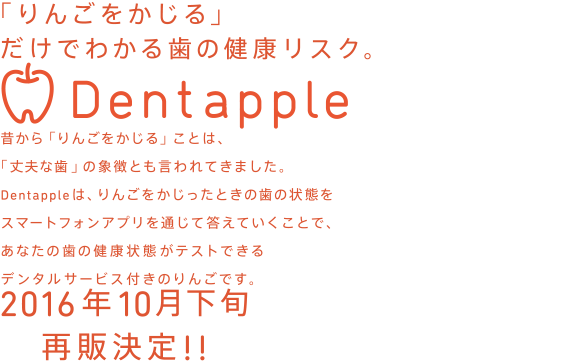 「りんごをかじる」
だけでわかる歯の健康リスク。
Dentapple
昔から「りんごをかじる」ことは、
「丈夫な歯」の象徴とも言われてきました。
Dentappleは、りんごをかじったときの歯の状態を
スマートフォンアプリを通じて答えていくことで、
あなたの歯の健康状態がテストできる
デンタルサービス付きのりんごです。
2016年10月下旬
再販決定!!